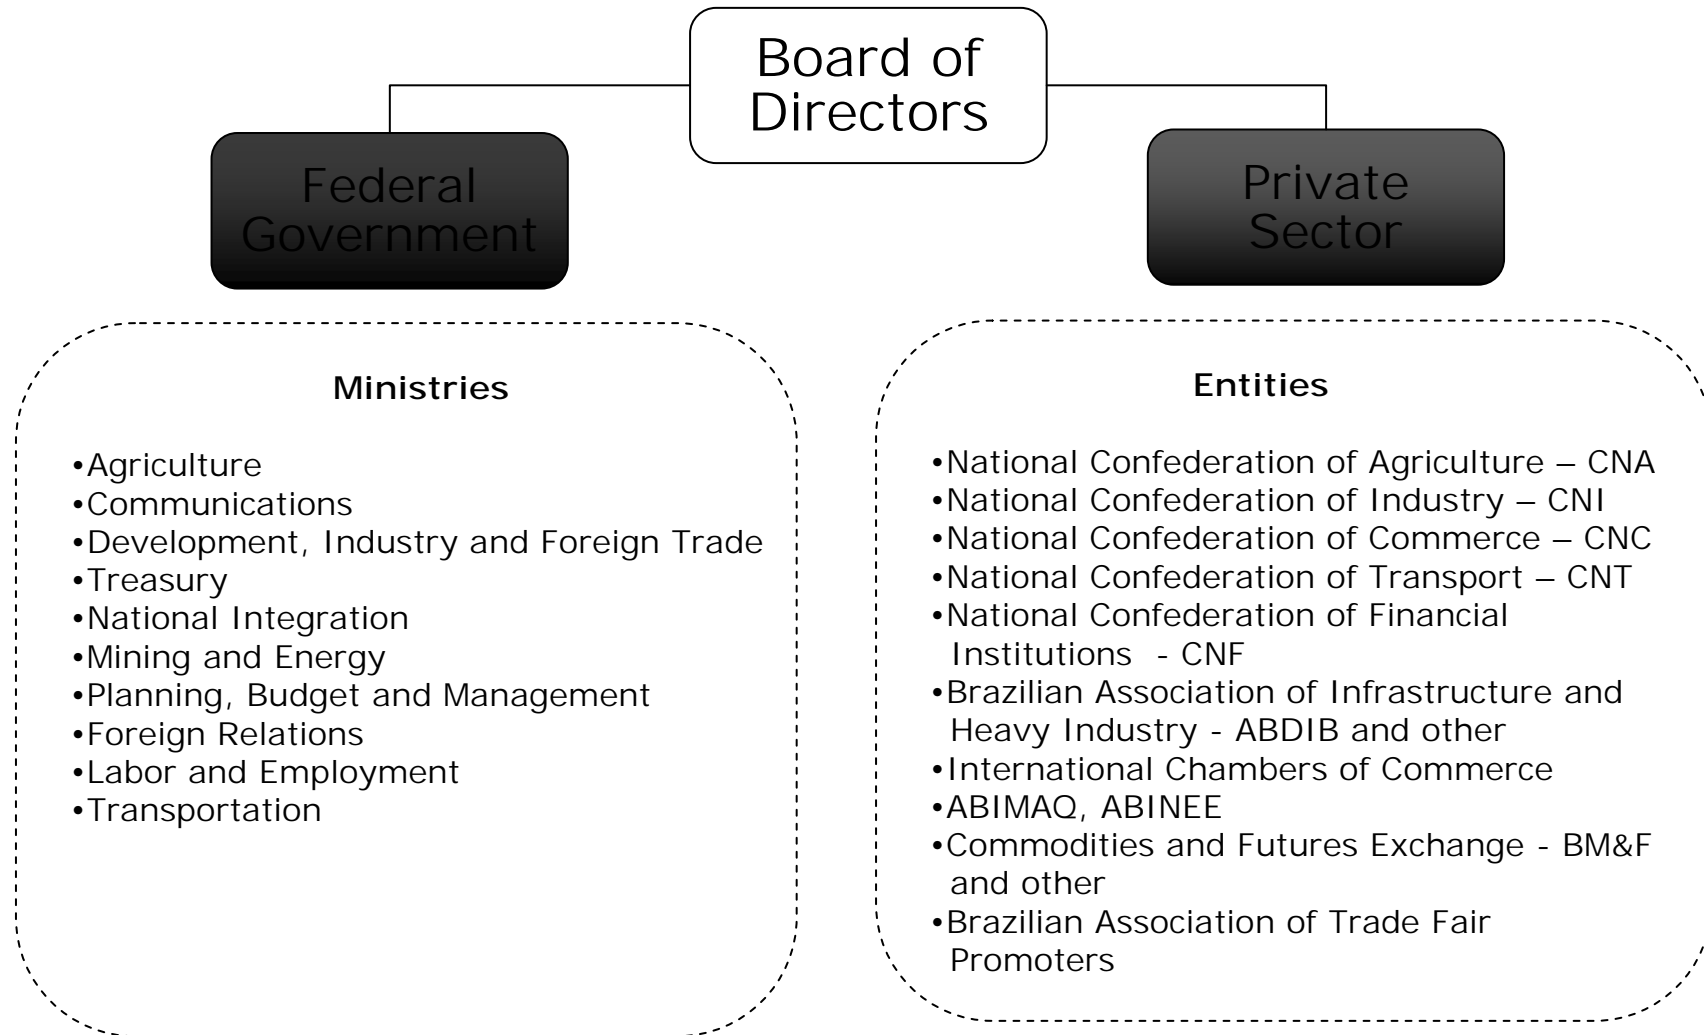 Board of
Directors
Federal
Government
Private
Sector
Ministries
•Agriculture
•Communications
•Development, Industry and Foreign Trade
•Treasury
•National Integration
•Mining and Energy
•Planning, Budget and Management
•Foreign Relations
•Labor and Employment
•Transportation
Entities
•National Confederation of Agriculture – CNA
•National Confederation of Industry – CNI
•National Confederation of Commerce – CNC
•National Confederation of Transport – CNT
•National Confederation of Financial
Institutions - CNF
•Brazilian Association of Infrastructure and
Heavy Industry - ABDIB and other
•International Chambers of Commerce
•ABIMAQ, ABINEE
•Commodities and Futures Exchange - BM&F
and other
•Brazilian Association of Trade Fair
Promoters